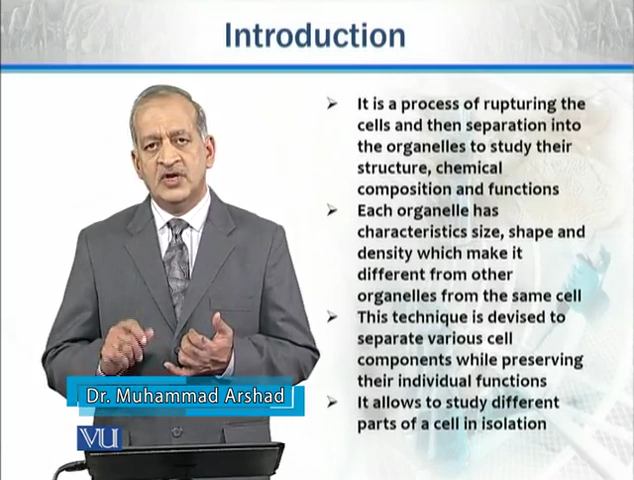 Introduction
➤ It is a process of rupturing the
cells and then separation into
the organelles to study their
structure, chemical
composition and functions
➤ Each organelle has
characteristics size, shape and
density which make it
different from other
organelles from the same cell
➤ This technique is devised to
separate various cell
components while preserving
their individual functions
➤ It allows to study different
parts of a cell in isolation
Dr. Muhammad Arshad
VU